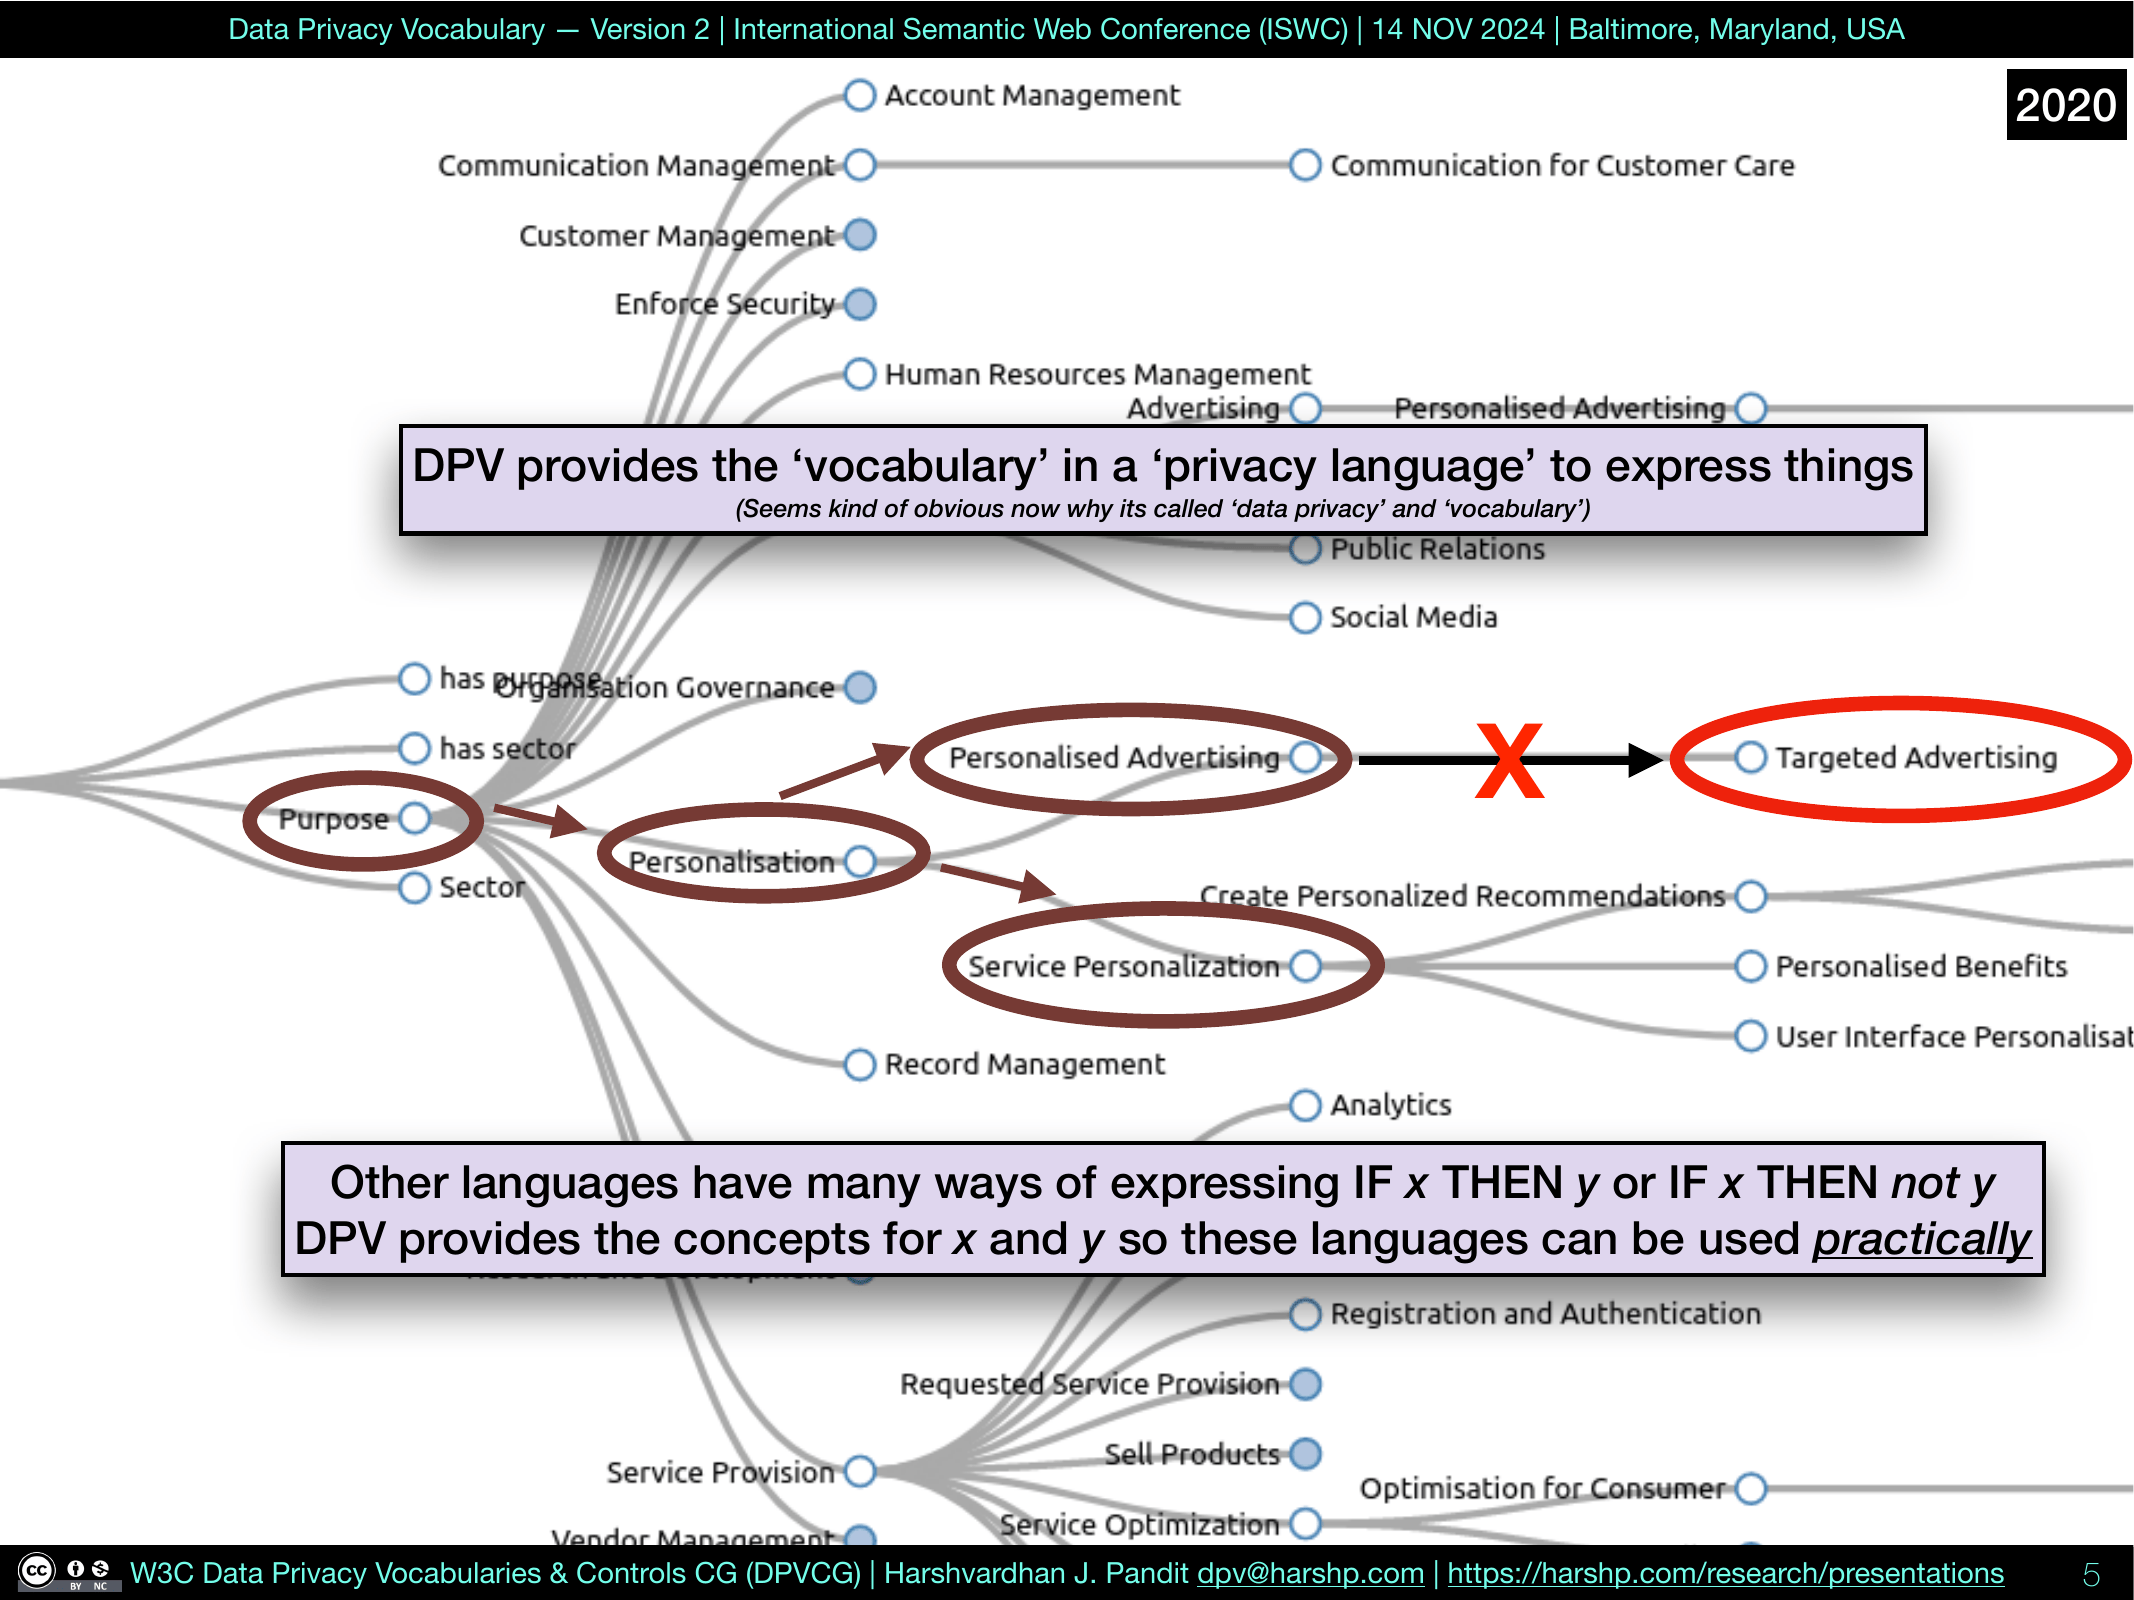 Data Privacy Vocabulary — Version 2 | International Semantic Web Conference (ISWC) | 14 NOV 2024 | Baltimore, Maryland, USA
2020
Account Management
Communication Management
Communication for Customer Care
Customer Management
Enforce Security
Human Resources Management
Advertising
Personalised Advertising
DPV provides the ‘vocabulary’ in a ‘privacy language’ to express things
(Seems kind of obvious now why its called ‘data privacy’ and ‘vocabulary’)
Public Relations
Social Media
has purpose
Organisation Governance
has sector
Personalised Advertising
X
Targeted Advertising
Purpose
Personalisation
Sector
Create Personalized Recommendations
Service Personalization
Personalised Benefits
User Interface Personalisat
Record Management
Analytics
Other languages have many ways of expressing IF x THEN y or IF x THEN not y
DPV provides the concepts for x and y so these languages can be used practically
Registration and Authentication
Requested Service Provision
Sell Products
Service Provision
Optimisation for Consumer
Service Optimization
Vendor Management
cc BY NC W3C Data Privacy Vocabularies & Controls CG (DPVCG) | Harshvardhan J. Pandit dpv@harshp.com | https://harshp.com/research/presentations 5